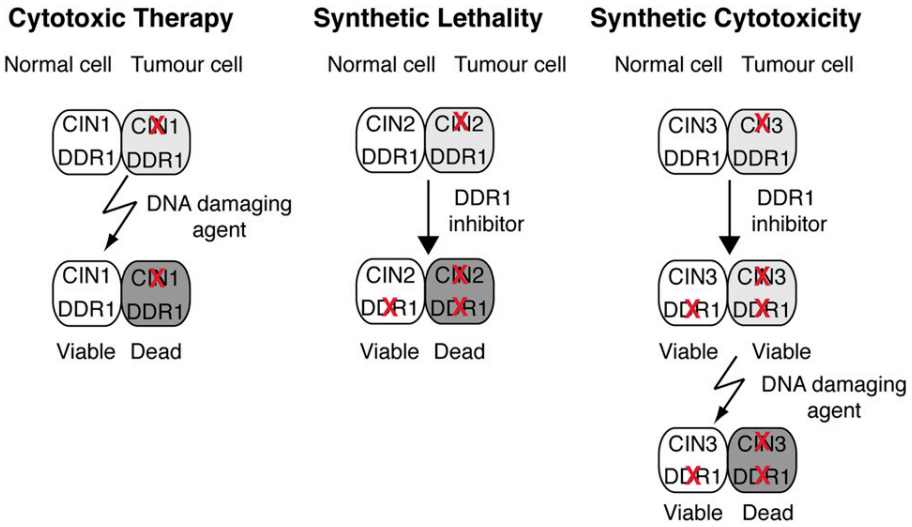 Cytotoxic Therapy
Normal cell Tumour cell
CIN1 CIN1
DDR1 DDR1
DNA damaging
agent
CIN1 CIN1
DDR1 DDR1
Viable Dead
Synthetic Lethality
Normal cell Tumour cell
CIN2 CIN2
DDR1 DDR1
DDR1
inhibitor
CIN2 CIN2
DDR1 DDR1
Viable Dead
Synthetic Cytotoxicity
Normal cell Tumour cell
CIN3 CIN3
DDR1 DDR1
DDR1
inhibitor
CIN3 CIN3
DDR1 DDR1
Viable Viable
DNA damaging
agent
CIN3 CIN3
DDR1 DDR1
Viable Dead